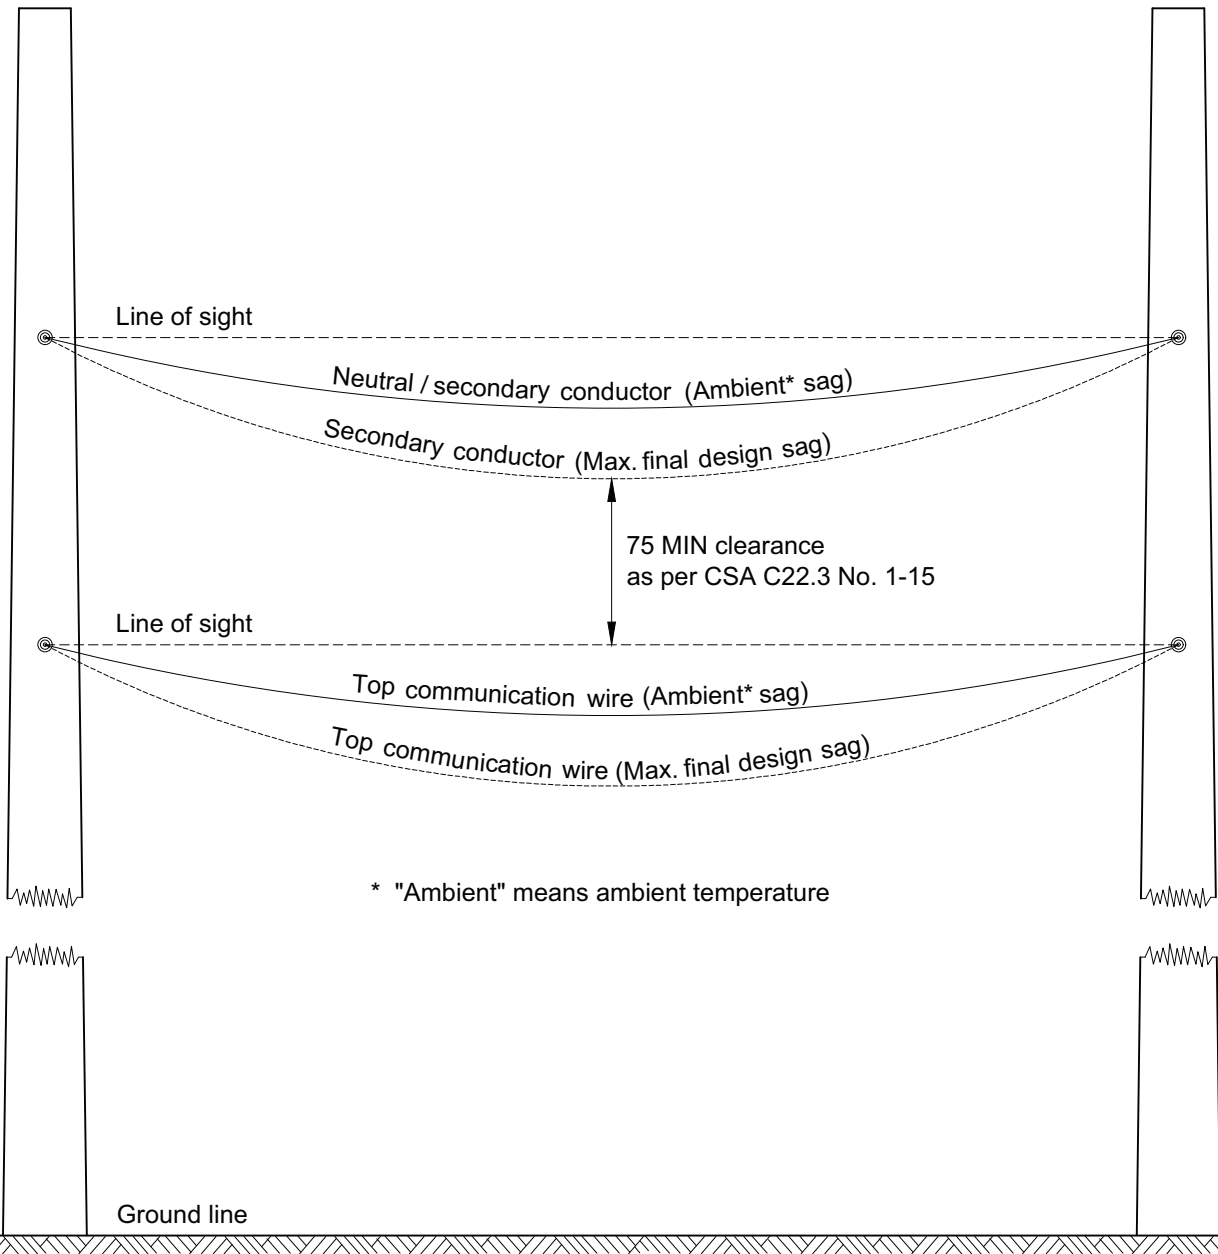 Line of sight
Neutral / secondary conductor (Ambient* sag)
Secondary conductor (Max. final design sag)
75 MIN clearance
as per CSA C22.3 No. 1-15
Line of sight
Top communication wire (Ambient* sag)
Top communication wire (Max. final design sag)
* "Ambient" means ambient temperature
Ground line